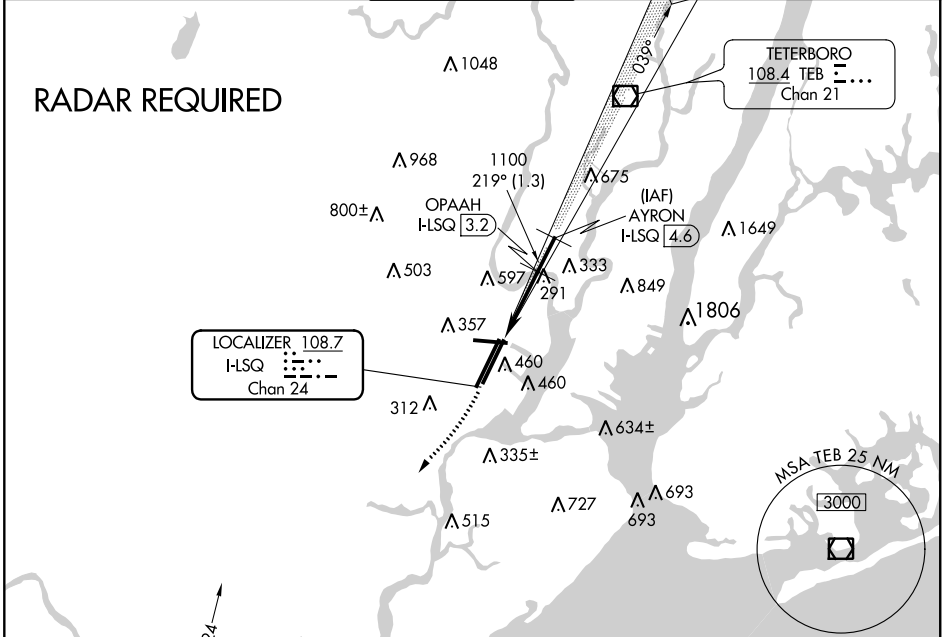 RADAR REQUIRED
1048
039°
TETERBORO
108.4 TEB
Chan 21
968
1100
219° (1.3)
675
800±
OPAAH
I-LSQ 3.2
(IAF)
AYRON
I-LSQ 4.6
1649
503
597
333
291
849
1806
357
LOCALIZER 108.7
I-LSQ
Chan 24
460
460
312
634±
335±
MSA TEB 25 NM
3000
727
693
693
515